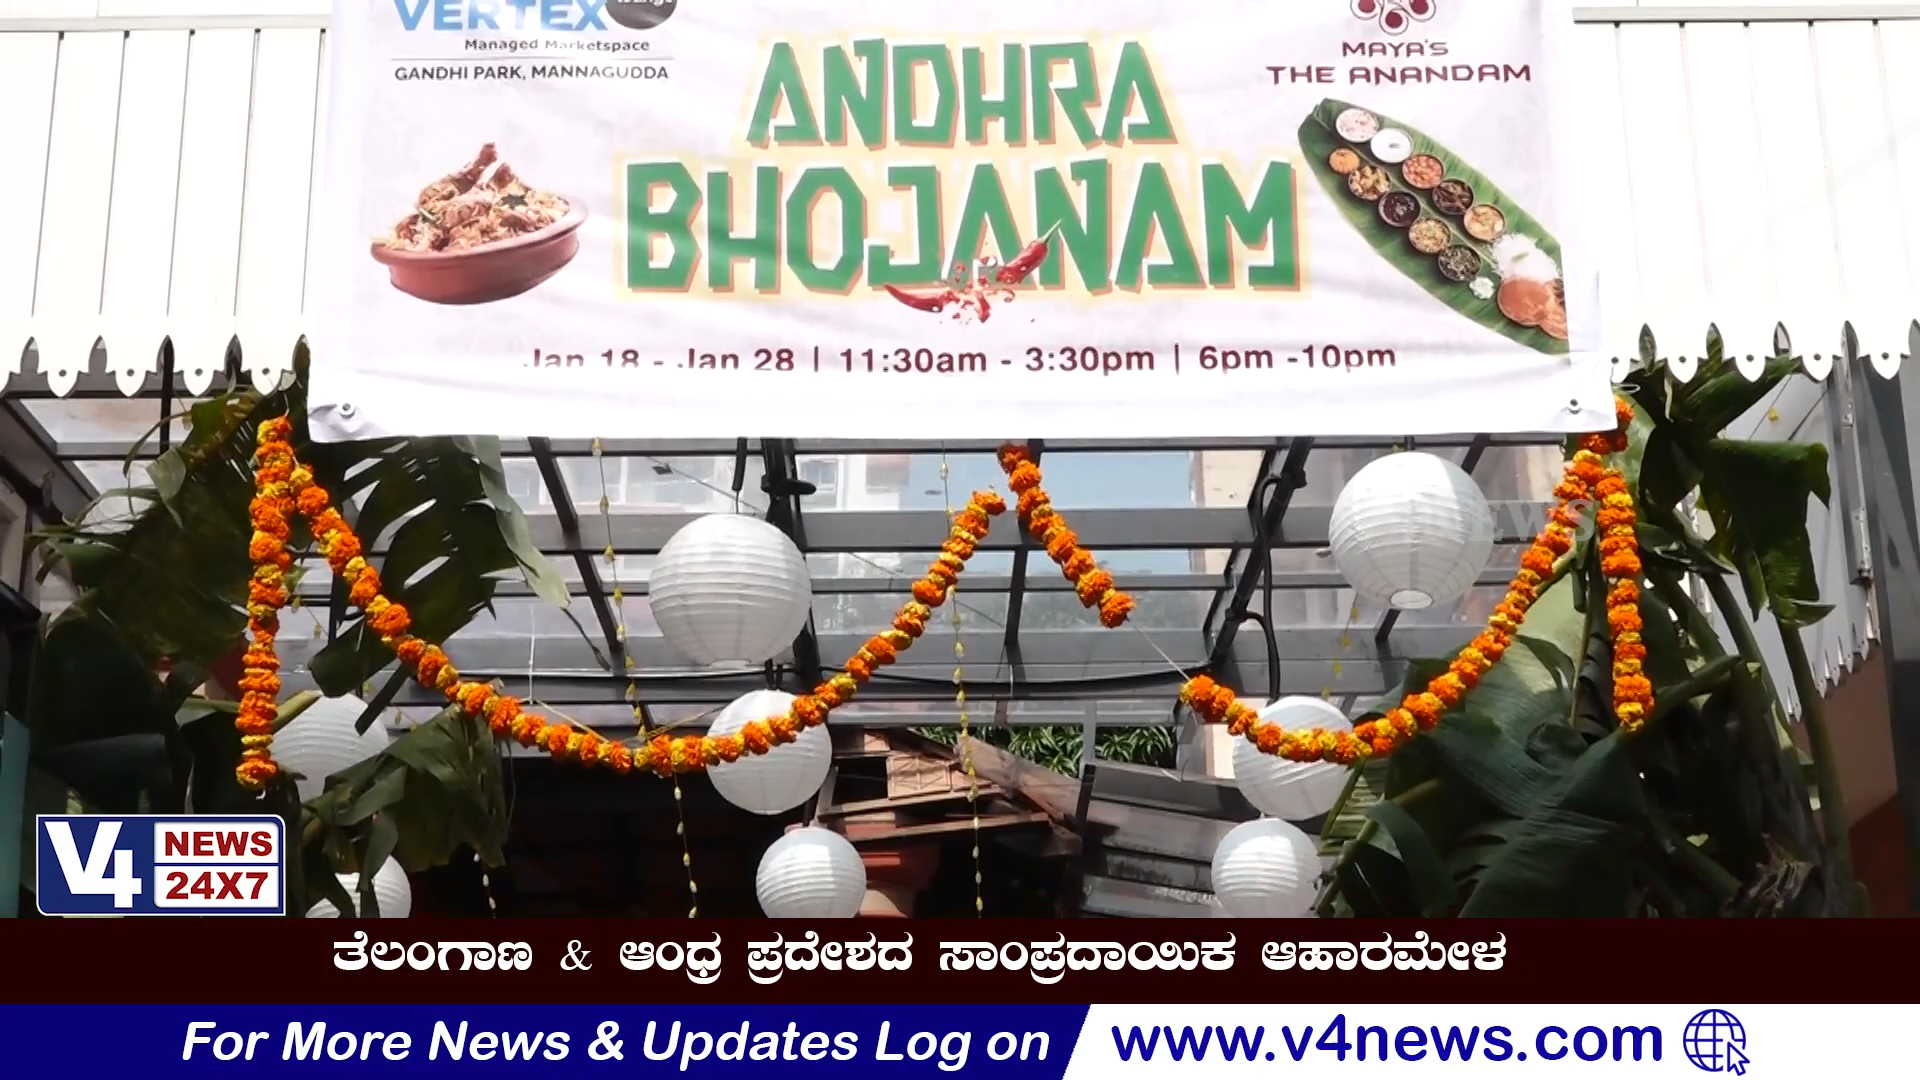 VERTEX lounge
Managed Marketspace
GANDHI PARK, MANNAGUDDA
MAYA'S
THE ANANDAM
ANDHRA
BHOJANAM
Jan 18 - Jan 28 | 11:30am - 3:30pm | 6pm -10pm
NEWS
V4 NEWS
24X7
ತೆಲಂಗಾಣ & ಆಂಧ್ರ ಪ್ರದೇಶದ ಸಾಂಪ್ರದಾಯಿಕ ಆಹಾರಮೇಳ
For More News & Updates Log on www.v4news.com